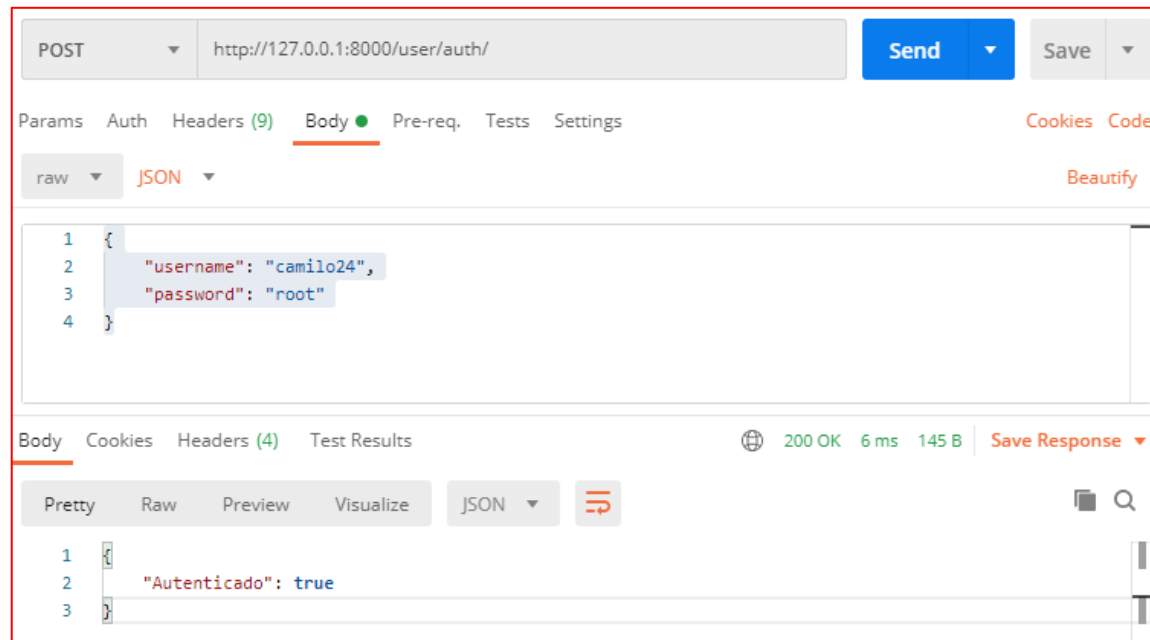 POST http://127.0.0.1:8000/user/auth/ Send Save
Params Auth Headers (9) Body Pre-req. Tests Settings Cookies Code
raw JSON Beautify
1 {
2 "username": "camilo24",
3 "password": "root"
4 }
Body Cookies Headers (4) Test Results 200 OK 6 ms 145 B Save Response
Pretty Raw Preview Visualize JSON
1 {
2 "Autenticado": true
3 }